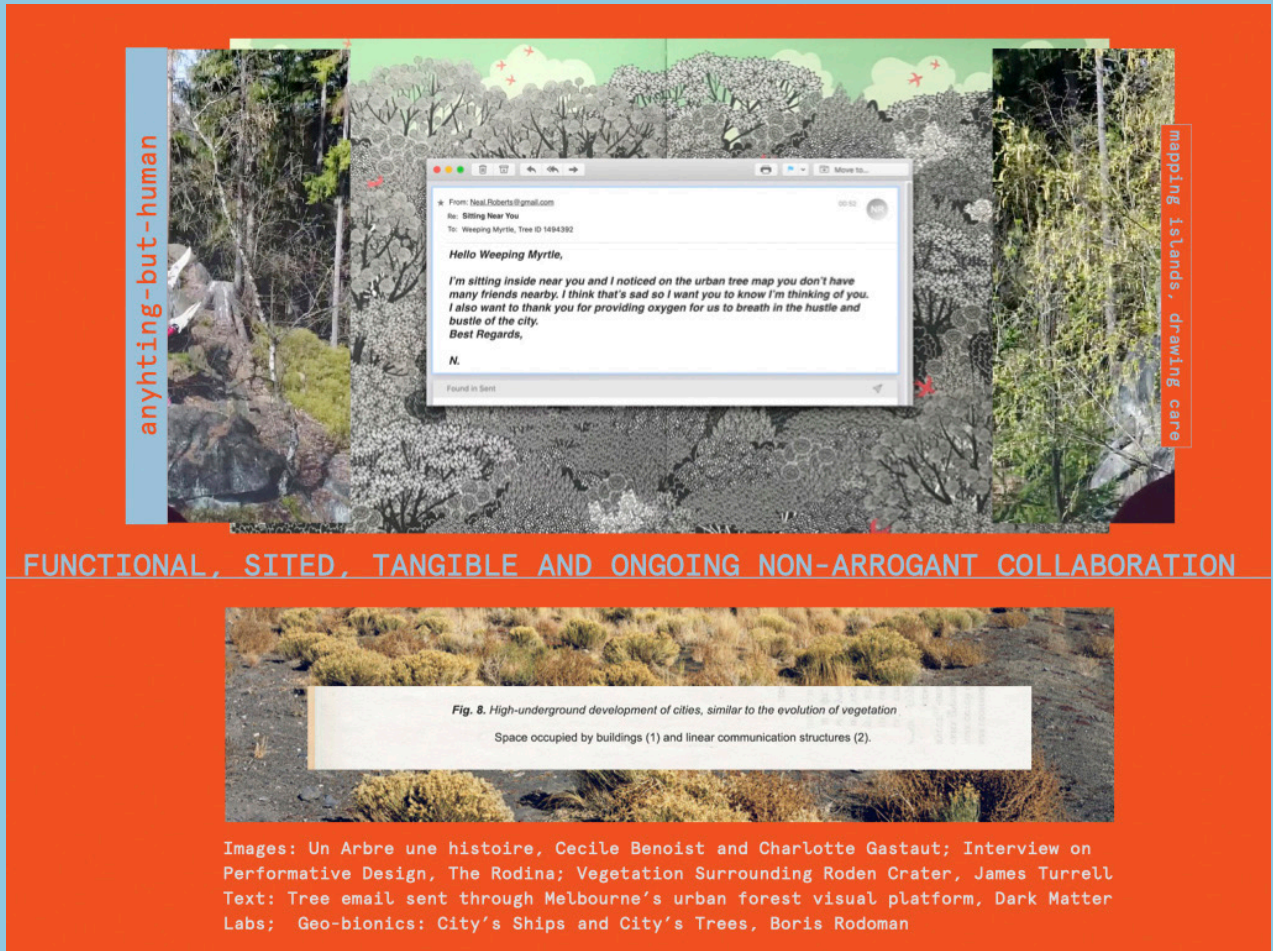 anyhting-but-human
mapping islands, drawing care
Move to...
From: Neal.Roberts@gmail.com
00:52
NR
Re: Sitting Near You
To: Weeping Myrtle, Tree ID 1494392
Hello Weeping Myrtle,
I'm sitting inside near you and I noticed on the urban tree map you don't have
many friends nearby. I think that's sad so I want you to know I'm thinking of you.
I also want to thank you for providing oxygen for us to breath in the hustle and
bustle of the city.
Best Regards,
N.
Found in Sent
FUNCTIONAL, SITED, TANGIBLE AND ONGOING NON-ARROGANT COLLABORATION
Fig. 8. High-underground development of cities, similar to the evolution of vegetation
Space occupied by buildings (1) and linear communication structures (2).
Images: Un Arbre une histoire, Cecile Benoist and Charlotte Gastaut; Interview on
Performative Design, The Rodina; Vegetation Surrounding Roden Crater, James Turrell
Text: Tree email sent through Melbourne's urban forest visual platform, Dark Matter
Labs; Geo-bionics: City's Ships and City's Trees, Boris Rodoman